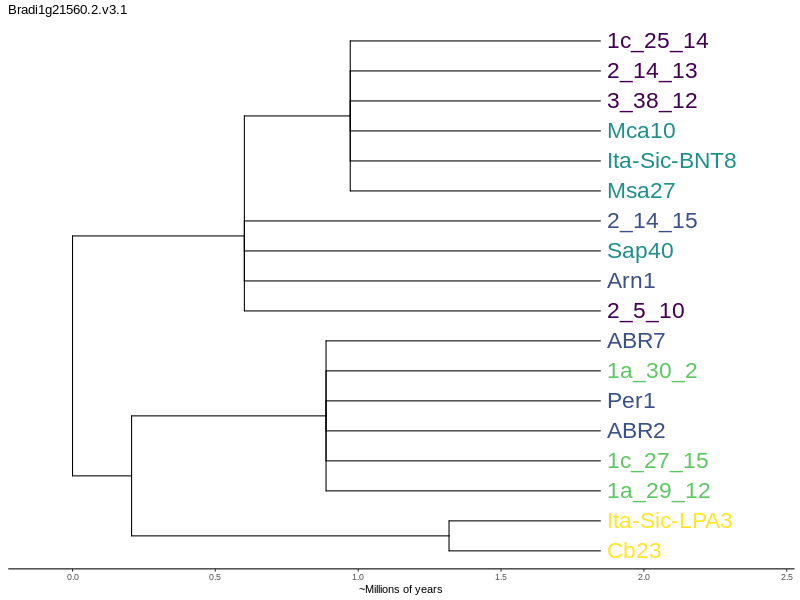 Bradi1g21560.2.v3.1
1c_25_14
2_14_13
3_38_12
Mca10
Ita-Sic-BNT8
Msa27
2_14_15
Sap40
Arn1
2_5_10
ABR7
1a_30_2
Per1
ABR2
1c_27_15
1a_29_12
Ita-Sic-LPA3
Cb23
0.0 0.5 1.0 1.5 2.0 2.5
~Millions of years